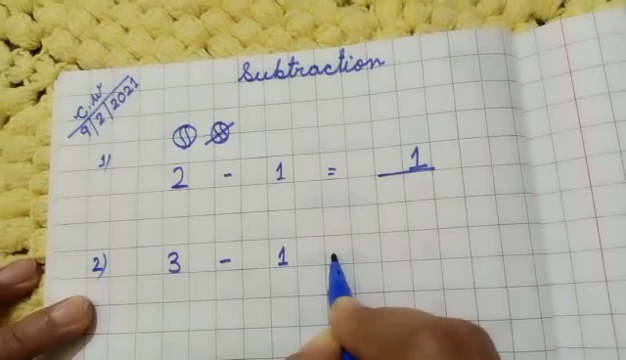 Subtraction
C.W
9/2/2021
1) 2 - 1 = 1
2) 3 - 1